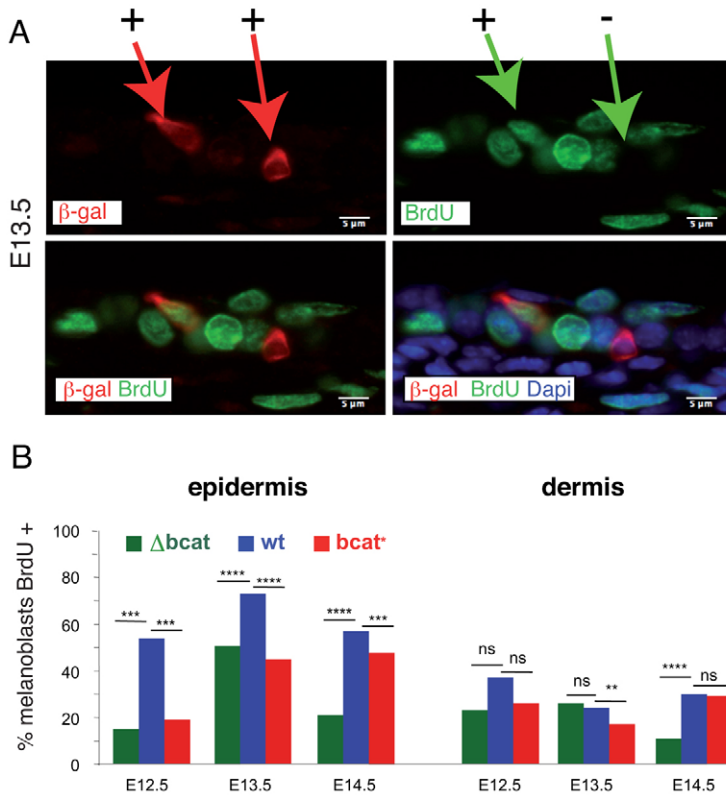 A
+ + + -
E13.5
β-gal
5 µm
BrdU
5 µm
β-gal BrdU
5 µm
β-gal BrdU Dapi
5 µm
B
epidermis dermis
% melanoblasts BrdU +
100
80
60
40
20
0
Δbcat wt bcat*
*** ***
**** ****
**** ***
ns ns
ns **
**** ns
E12.5 E13.5 E14.5 E12.5 E13.5 E14.5